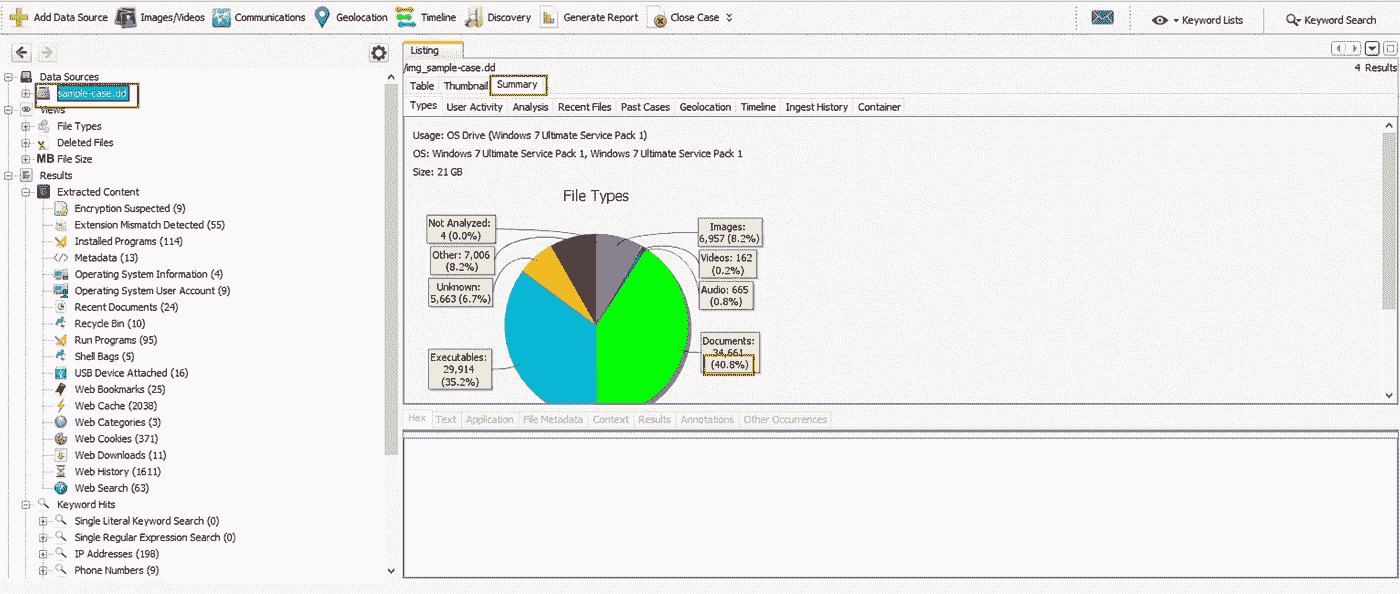 Add Data Source Images/Videos Communications Geolocation Timeline Discovery Generate Report Close Case Keyword Lists Keyword Search
Data Sources
sample-case.dd
Views
File Types
Deleted Files
MB File Size
Results
Extracted Content
Encryption Suspected (9)
Extension Mismatch Detected (55)
Installed Programs (114)
Metadata (13)
Operating System Information (4)
Operating System User Account (9)
Recent Documents (24)
Recycle Bin (10)
Run Programs (95)
Shell Bags (5)
USB Device Attached (16)
Web Bookmarks (25)
Web Cache (2038)
Web Categories (3)
Web Cookies (371)
Web Downloads (11)
Web History (1611)
Web Search (63)
Keyword Hits
Single Literal Keyword Search (0)
Single Regular Expression Search (0)
IP Addresses (198)
Phone Numbers (9)
Listing
/img_sample-case.dd
4 Results
Table Thumbnail Summary
Types User Activity Analysis Recent Files Past Cases Geolocation Timeline Ingest History Container
Usage: OS Drive (Windows 7 Ultimate Service Pack 1)
OS: Windows 7 Ultimate Service Pack 1, Windows 7 Ultimate Service Pack 1
Size: 21 GB
File Types
Not Analyzed:
4 (0.0%)
Other: 7,006
(8.2%)
Unknown:
5,663 (6.7%)
Executables:
29,914
(35.2%)
Images:
6,957 (8.2%)
Videos: 162
(0.2%)
Audio: 665
(0.8%)
Documents:
34,661
(40.8%)
Hex Text Application File Metadata Context Results Annotations Other Occurrences